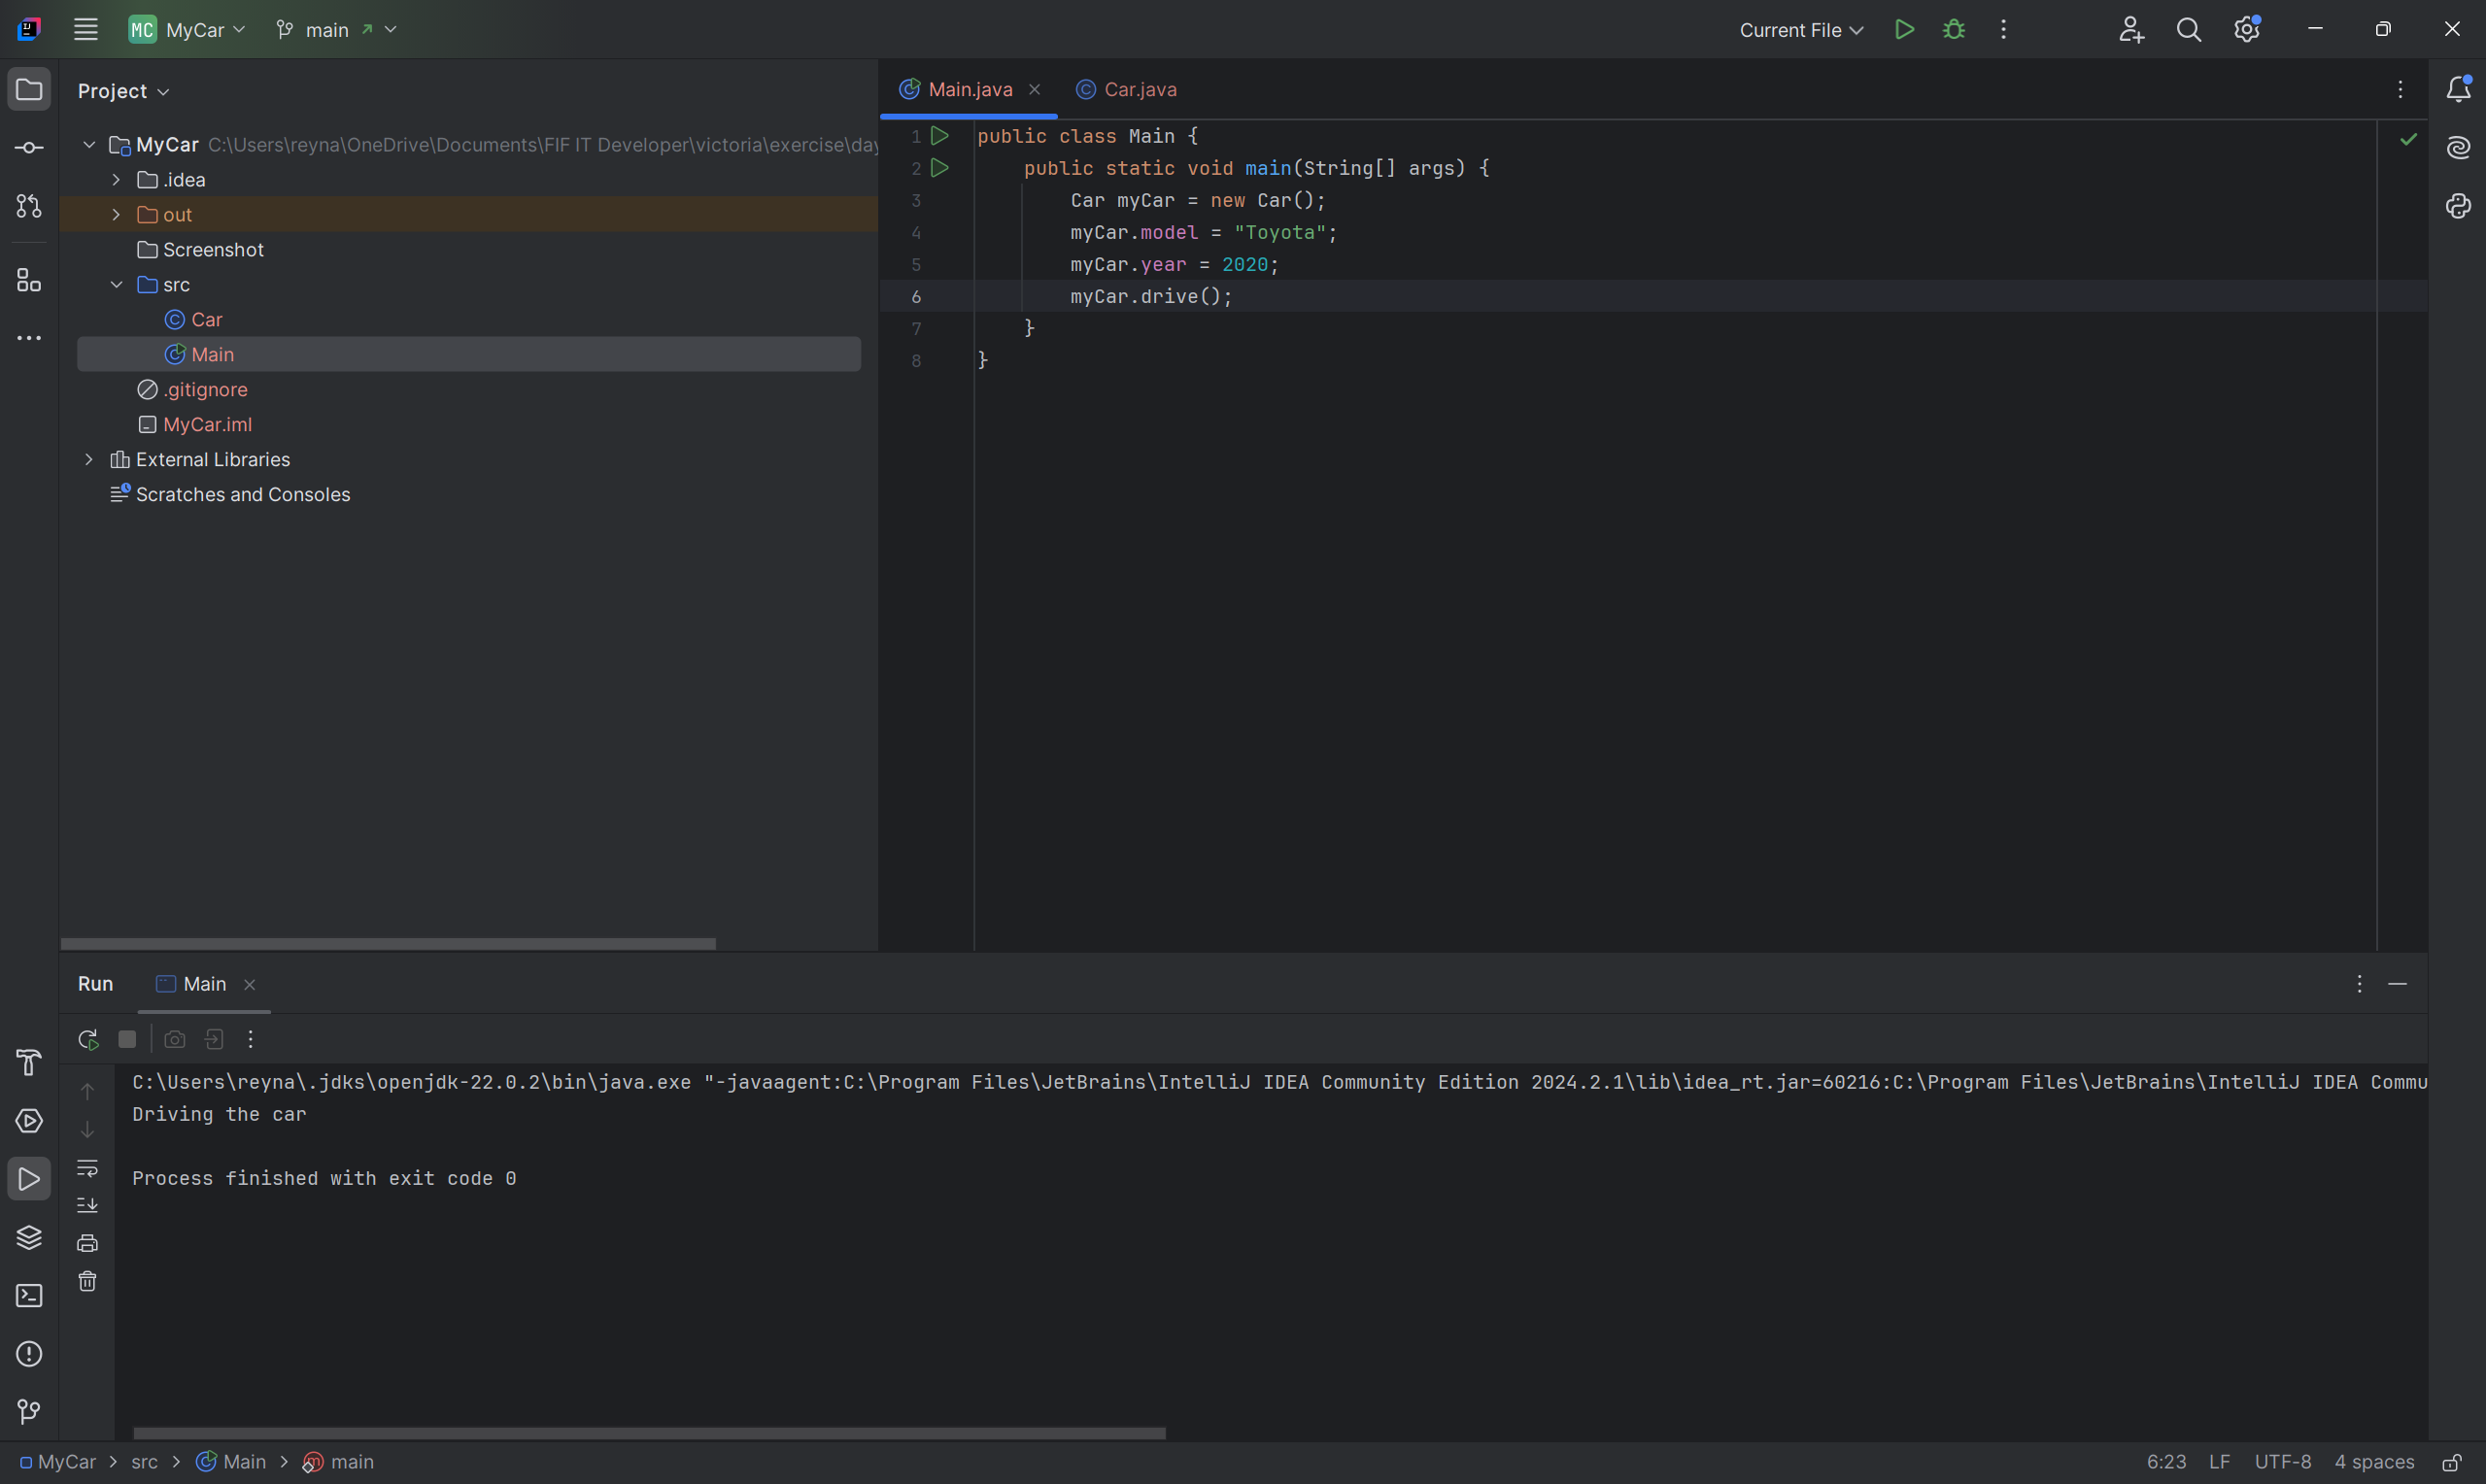 MC MyCar main Current File
Project
Main.java Car.java
MyCar C:\Users\reyna\OneDrive\Documents\FIF IT Developer\victoria\exercise\day
.idea
out
Screenshot
src
Car
Main
.gitignore
MyCar.iml
External Libraries
Scratches and Consoles
1 public class Main {
2 public static void main(String[] args) {
3 Car myCar = new Car();
4 myCar.model = "Toyota";
5 myCar.year = 2020;
6 myCar.drive();
7 }
8 }
Run Main
C:\Users\reyna\.jdks\openjdk-22.0.2\bin\java.exe "-javaagent:C:\Program Files\JetBrains\IntelliJ IDEA Community Edition 2024.2.1\lib\idea_rt.jar=60216:C:\Program Files\JetBrains\IntelliJ IDEA Commu
Driving the car
Process finished with exit code 0
MyCar > src > Main > main 6:23 LF UTF-8 4 spaces